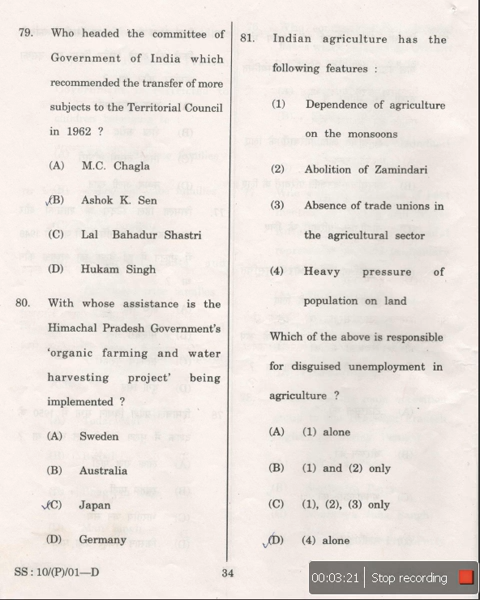 79. Who headed the committee of
Government of India which
recommended the transfer of more
subjects to the Territorial Council
in 1962 ?
(A) M.C. Chagla
(B) Ashok K. Sen
(C) Lal Bahadur Shastri
(D) Hukam Singh
80. With whose assistance is the
Himachal Pradesh Government's
'organic farming and water
harvesting project' being
implemented ?
(A) Sweden
(B) Australia
(C) Japan
(D) Germany
81. Indian agriculture has the
following features :
(1) Dependence of agriculture
on the monsoons
(2) Abolition of Zamindari
(3) Absence of trade unions in
the agricultural sector
(4) Heavy pressure of
population on land
Which of the above is responsible
for disguised unemployment in
agriculture ?
(A) (1) alone
(B) (1) and (2) only
(C) (1), (2), (3) only
(D) (4) alone
SS : 10/(P)/01—D
34
00:03:21 Stop recording